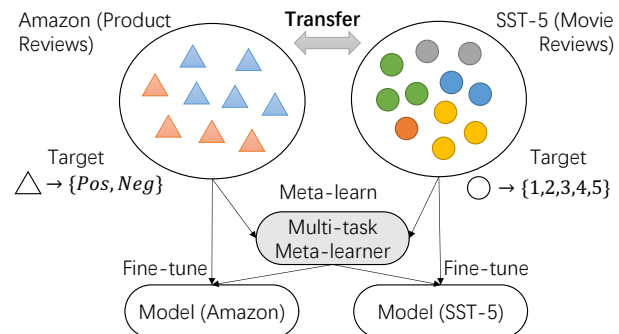 Amazon (Product
Reviews)
Transfer
SST-5 (Movie
Reviews)
Target
→ {Pos, Neg}
Target
→ {1,2,3,4,5}
Meta-learn
Multi-task
Meta-learner
Fine-tune
Fine-tune
Model (Amazon)
Model (SST-5)